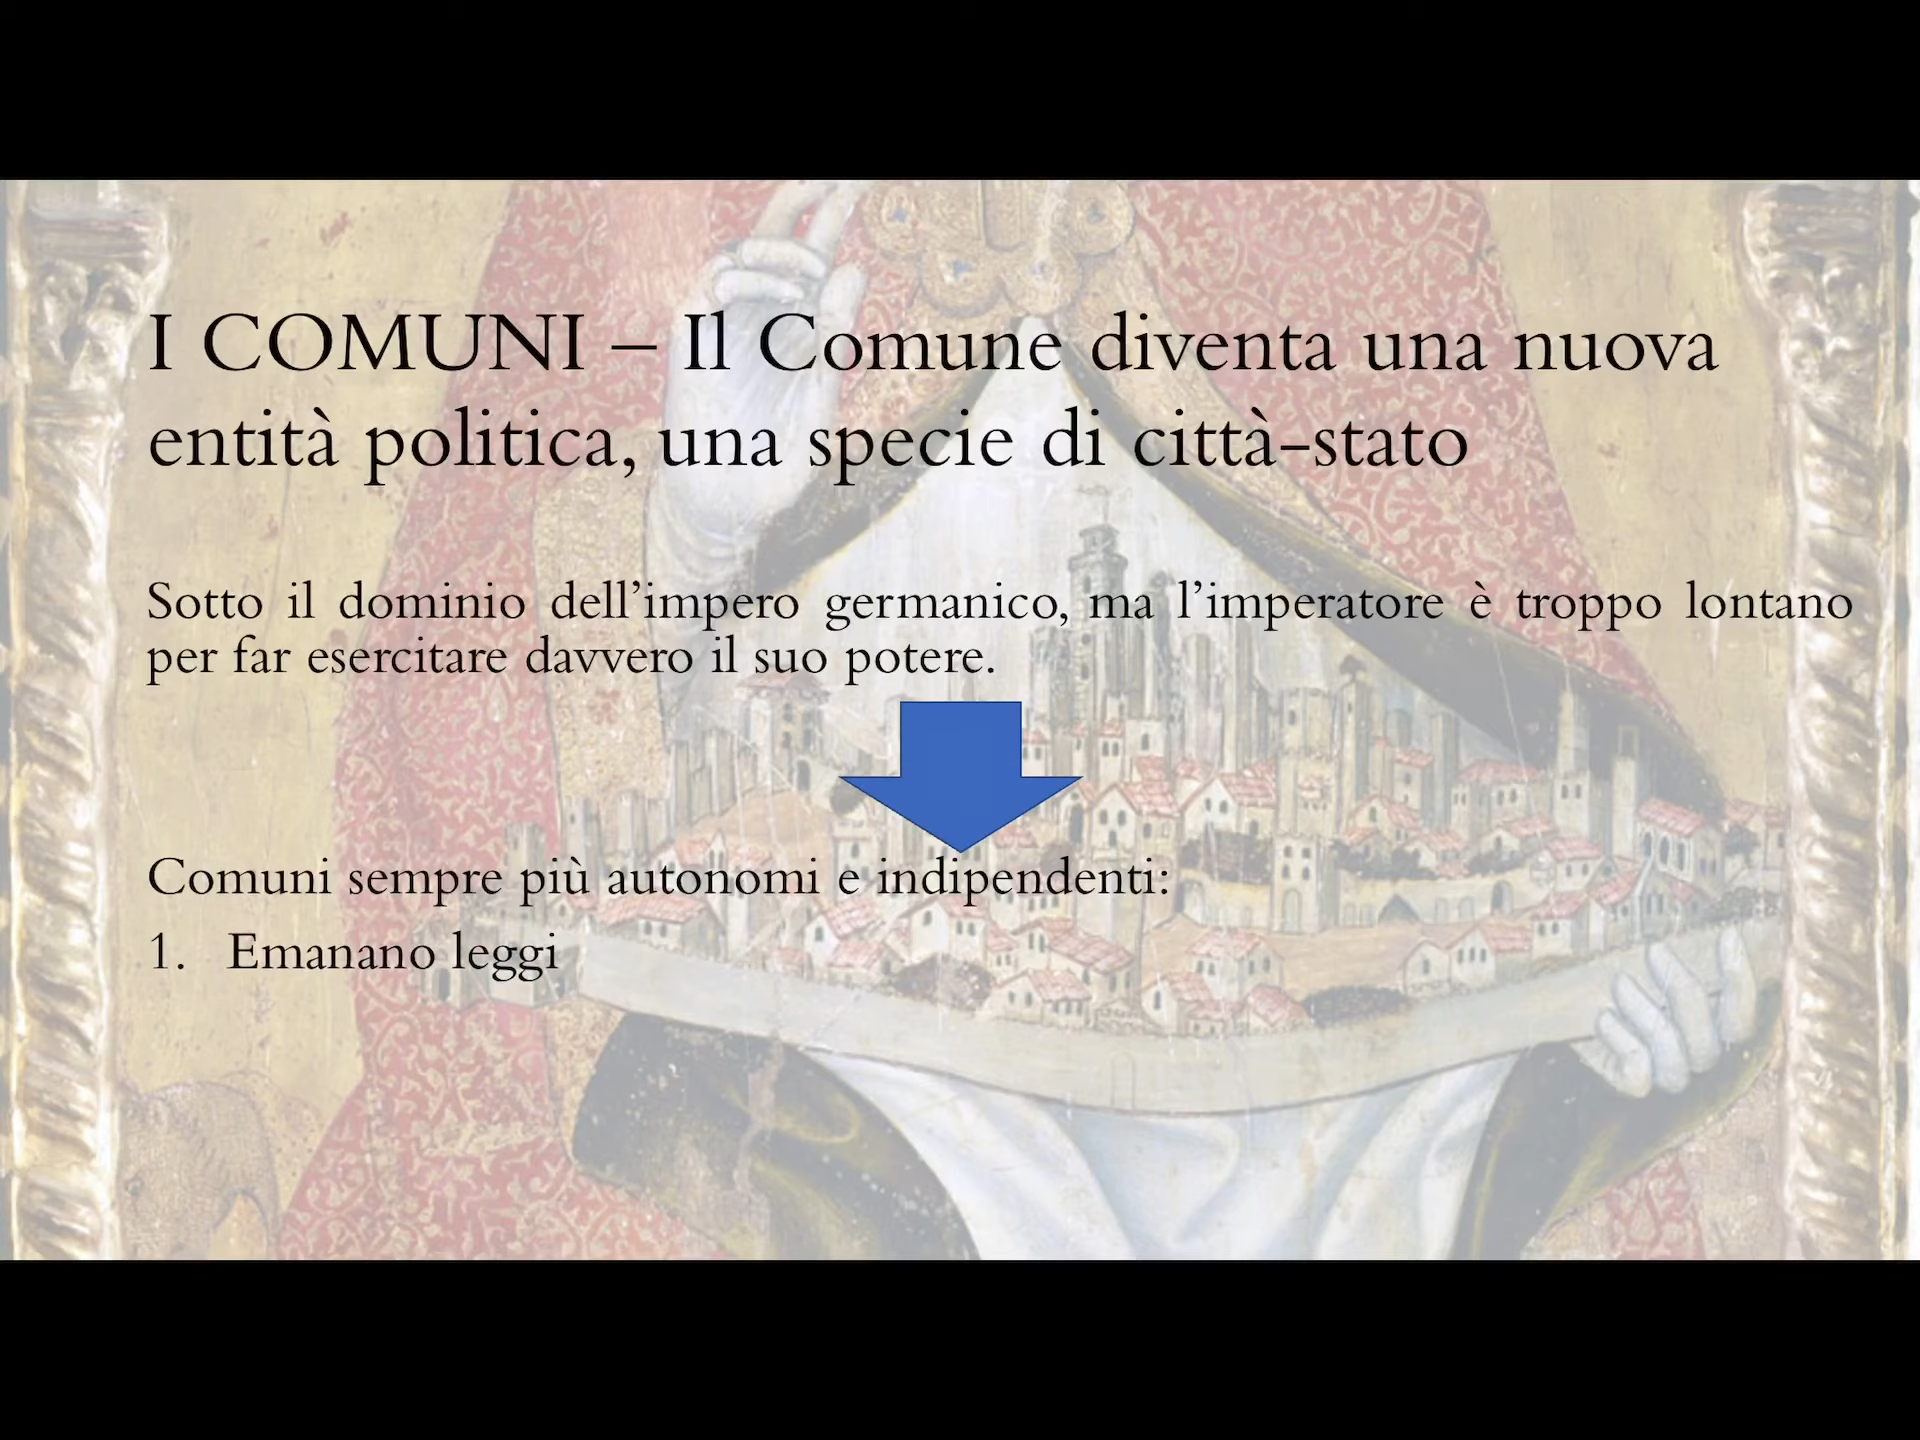 I COMUNI – Il Comune diventa una nuova
entità politica, una specie di città-stato
Sotto il dominio dell’impero germanico, ma l’imperatore è troppo lontano
per far esercitare davvero il suo potere.
Comuni sempre più autonomi e indipendenti:
1. Emanano leggi